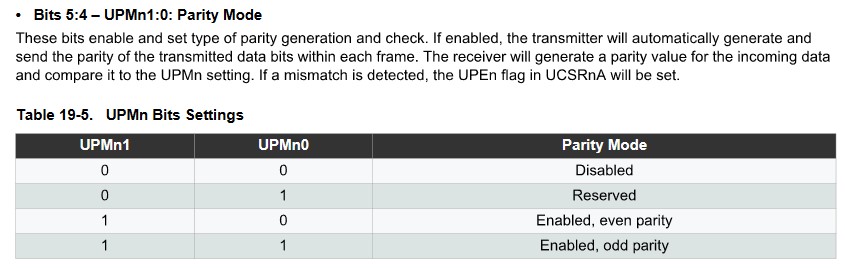 • Bits 5:4 – UPMn1:0: Parity Mode
These bits enable and set type of parity generation and check. If enabled, the transmitter will automatically generate and
send the parity of the transmitted data bits within each frame. The receiver will generate a parity value for the incoming data
and compare it to the UPMn setting. If a mismatch is detected, the UPEn flag in UCSRnA will be set.
Table 19-5. UPMn Bits Settings
UPMn1 UPMn0 Parity Mode
0 0 Disabled
0 1 Reserved
1 0 Enabled, even parity
1 1 Enabled, odd parity